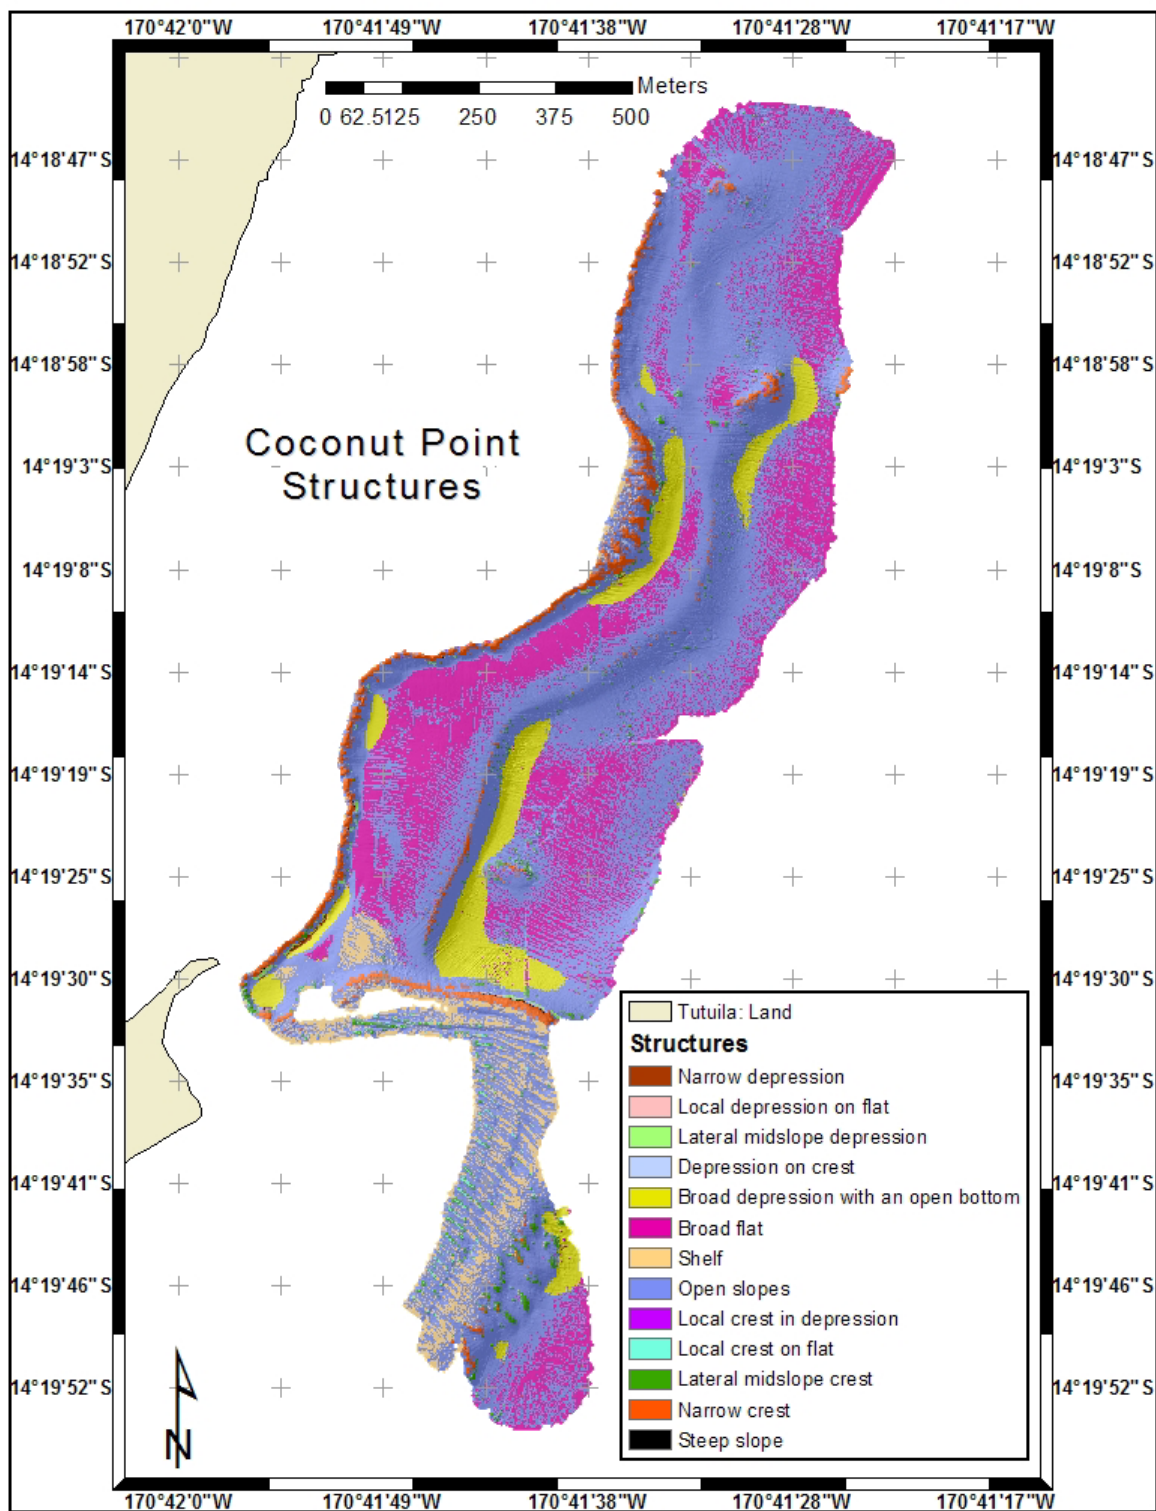 170°42'0"W 170°41'49"W 170°41'38"W 170°41'28"W 170°41'17"W
Meters
0 62.5125 250 375 500
14°18'47"S 14°18'47"S
14°18'52"S 14°18'52"S
14°18'58"S 14°18'58"S
Coconut Point
Structures
14°19'3"S 14°19'3"S
14°19'8"S 14°19'8"S
14°19'14"S 14°19'14"S
14°19'19"S 14°19'19"S
14°19'25"S 14°19'25"S
14°19'30"S 14°19'30"S
14°19'35"S 14°19'35"S
14°19'41"S 14°19'41"S
14°19'46"S 14°19'46"S
14°19'52"S 14°19'52"S
Tutuila: Land
Structures
Narrow depression
Local depression on flat
Lateral midslope depression
Depression on crest
Broad depression with an open bottom
Broad flat
Shelf
Open slopes
Local crest in depression
Local crest on flat
Lateral midslope crest
Narrow crest
Steep slope
N
170°42'0"W 170°41'49"W 170°41'38"W 170°41'28"W 170°41'17"W